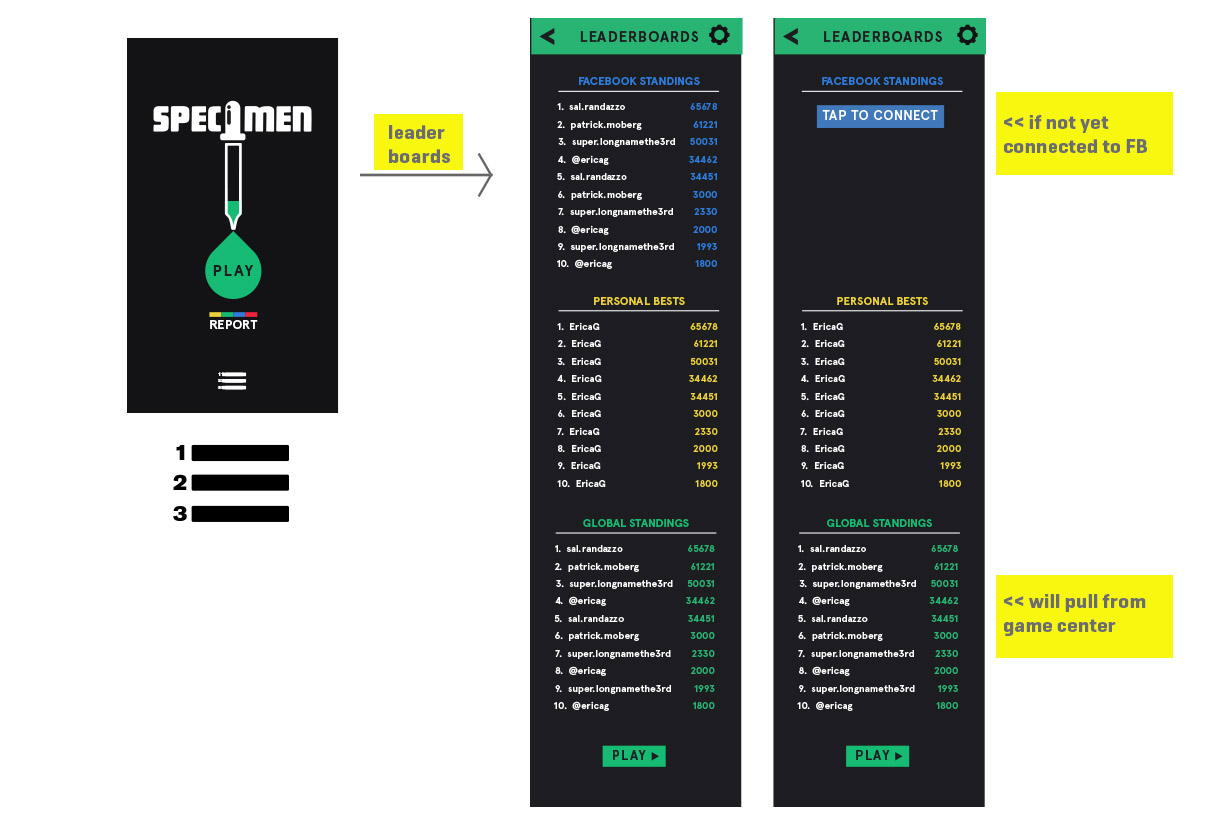 SPECIMEN
PLAY
REPORT
1
2
3
leader
boards
LEADERBOARDS
FACEBOOK STANDINGS
1. sal.randazzo 65678
2. patrick.moberg 61221
3. super.longnamethe3rd 50031
4. @ericag 34462
5. sal.randazzo 34451
6. patrick.moberg 3000
7. super.longnamethe3rd 2330
8. @ericag 2000
9. super.longnamethe3rd 1993
10. @ericag 1800
PERSONAL BESTS
1. EricaG 65678
2. EricaG 61221
3. EricaG 50031
4. EricaG 34462
5. EricaG 34451
6. EricaG 3000
7. EricaG 2330
8. EricaG 2000
9. EricaG 1993
10. EricaG 1800
GLOBAL STANDINGS
1. sal.randazzo 65678
2. patrick.moberg 61221
3. super.longnamethe3rd 50031
4. @ericag 34462
5. sal.randazzo 34451
6. patrick.moberg 3000
7. super.longnamethe3rd 2330
8. @ericag 2000
9. super.longnamethe3rd 1993
10. @ericag 1800
PLAY
LEADERBOARDS
FACEBOOK STANDINGS
TAP TO CONNECT
PERSONAL BESTS
1. EricaG 65678
2. EricaG 61221
3. EricaG 50031
4. EricaG 34462
5. EricaG 34451
6. EricaG 3000
7. EricaG 2330
8. EricaG 2000
9. EricaG 1993
10. EricaG 1800
GLOBAL STANDINGS
1. sal.randazzo 65678
2. patrick.moberg 61221
3. super.longnamethe3rd 50031
4. @ericag 34462
5. sal.randazzo 34451
6. patrick.moberg 3000
7. super.longnamethe3rd 2330
8. @ericag 2000
9. super.longnamethe3rd 1993
10. @ericag 1800
PLAY
<< if not yet
connected to FB
<< will pull from
game center